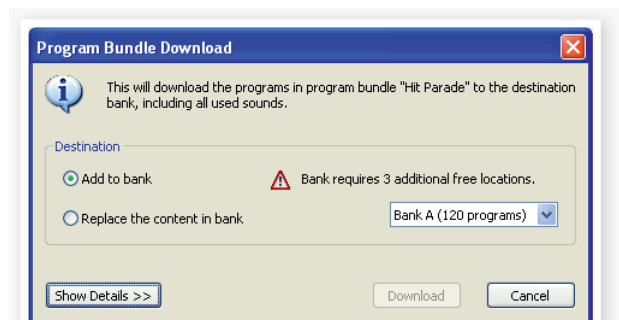 Program Bundle Download
This will download the programs in program bundle "Hit Parade" to the destination
bank, including all used sounds.
Destination
Add to bank
Bank requires 3 additional free locations.
Replace the content in bank
Bank A (120 programs)
Show Details >>
Download
Cancel